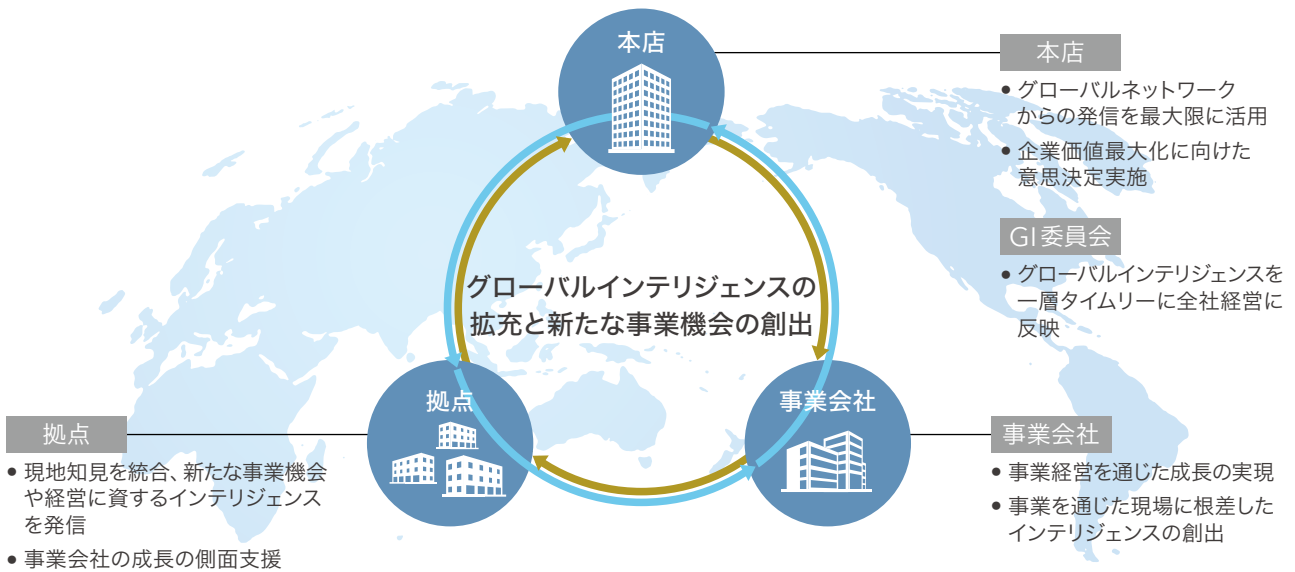 本店
本店
• グローバルネットワーク
からの発信を最大限に活用
• 企業価値最大化に向けた
意思決定実施
GI委員会
• グローバルインテリジェンスを
一層タイムリーに全社経営に
反映
グローバルインテリジェンスの
拡充と新たな事業機会の創出
拠点
事業会社
拠点
• 現地知見を統合、新たな事業機会
や経営に資するインテリジェンス
を発信
• 事業会社の成長の側面支援
事業会社
• 事業経営を通じた成長の実現
• 事業を通じた現場に根差した
インテリジェンスの創出